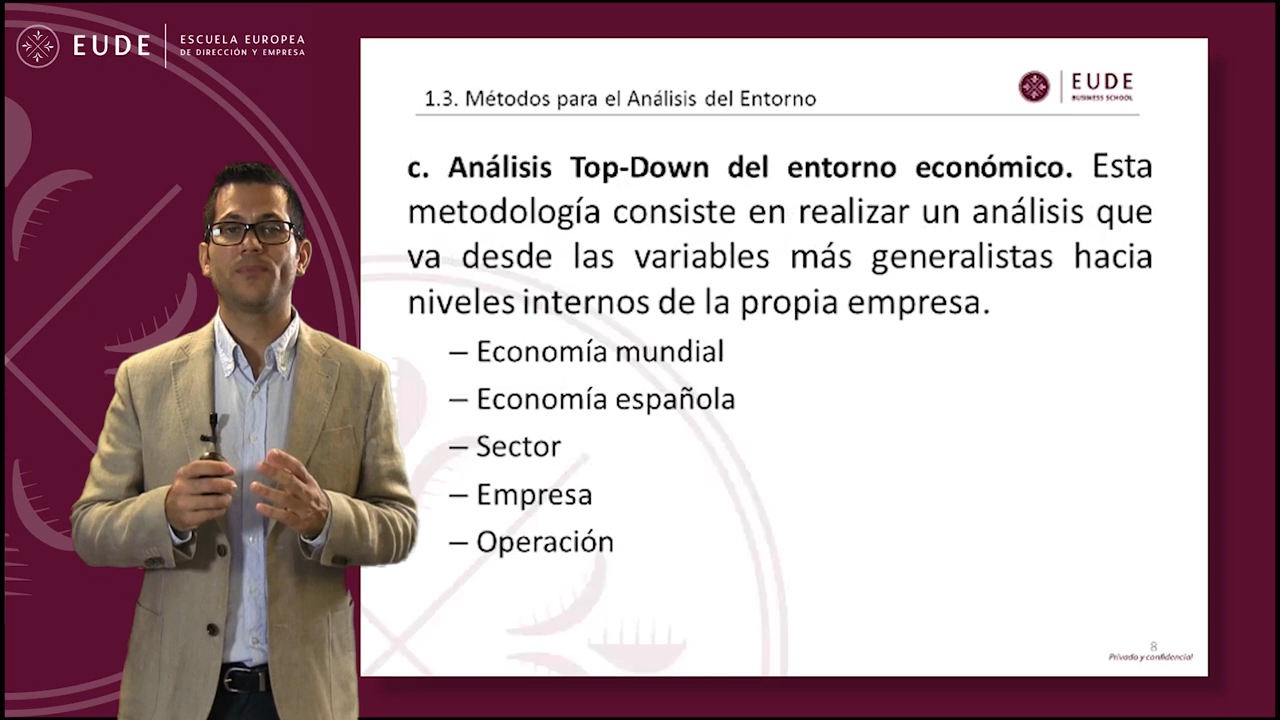 EUDE
ESCUELA EUROPEA
DE DIRECCIÓN Y EMPRESA
EUDE
BUSINESS SCHOOL
1.3. Métodos para el Análisis del Entorno
c. Análisis Top-Down del entorno económico. Esta
metodología consiste en realizar un análisis que
va desde las variables más generalistas hacia
niveles internos de la propia empresa.
– Economía mundial
– Economía española
– Sector
– Empresa
– Operación
8
Privado y confidencial